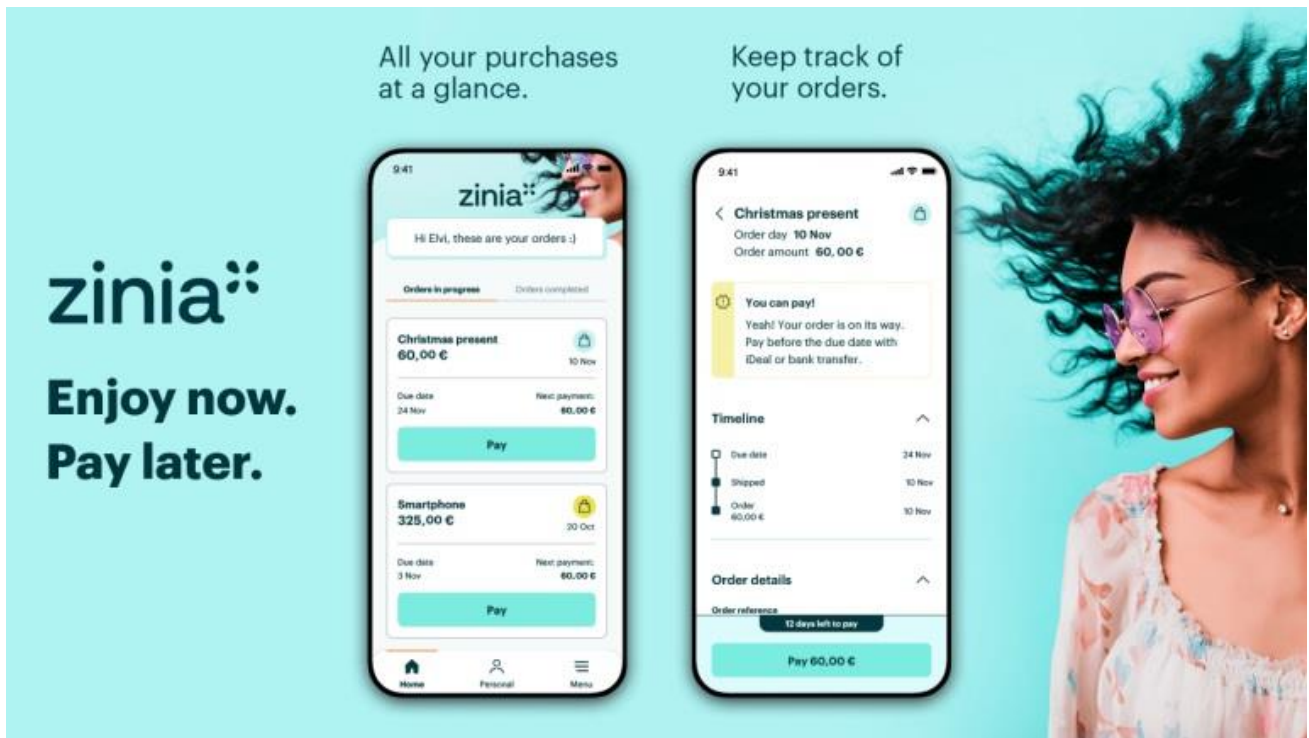 zinia
Enjoy now.
Pay later.
All your purchases
at a glance.
9:41
zinia
Hi Elvi, these are your orders :)
Orders in progress
Orders completed
Christmas present
60,00 €
10 Nov
Due date
Next payment:
24 Nov
60,00 €
Pay
Smartphone
325,00 €
20 Oct
Due date
Next payment:
3 Nov
60,00 €
Pay
Home
Personal
Menu
Keep track of
your orders.
9:41
Christmas present
Order day 10 Nov
Order amount 60, 00 €
You can pay!
Yeah! Your order is on its way.
Pay before the due date with
iDeal or bank transfer.
Timeline
Due date 24 Nov
Shipped 10 Nov
Order 10 Nov
60,00 €
Order details
Order reference
12 days left to pay
Pay 60,00 €